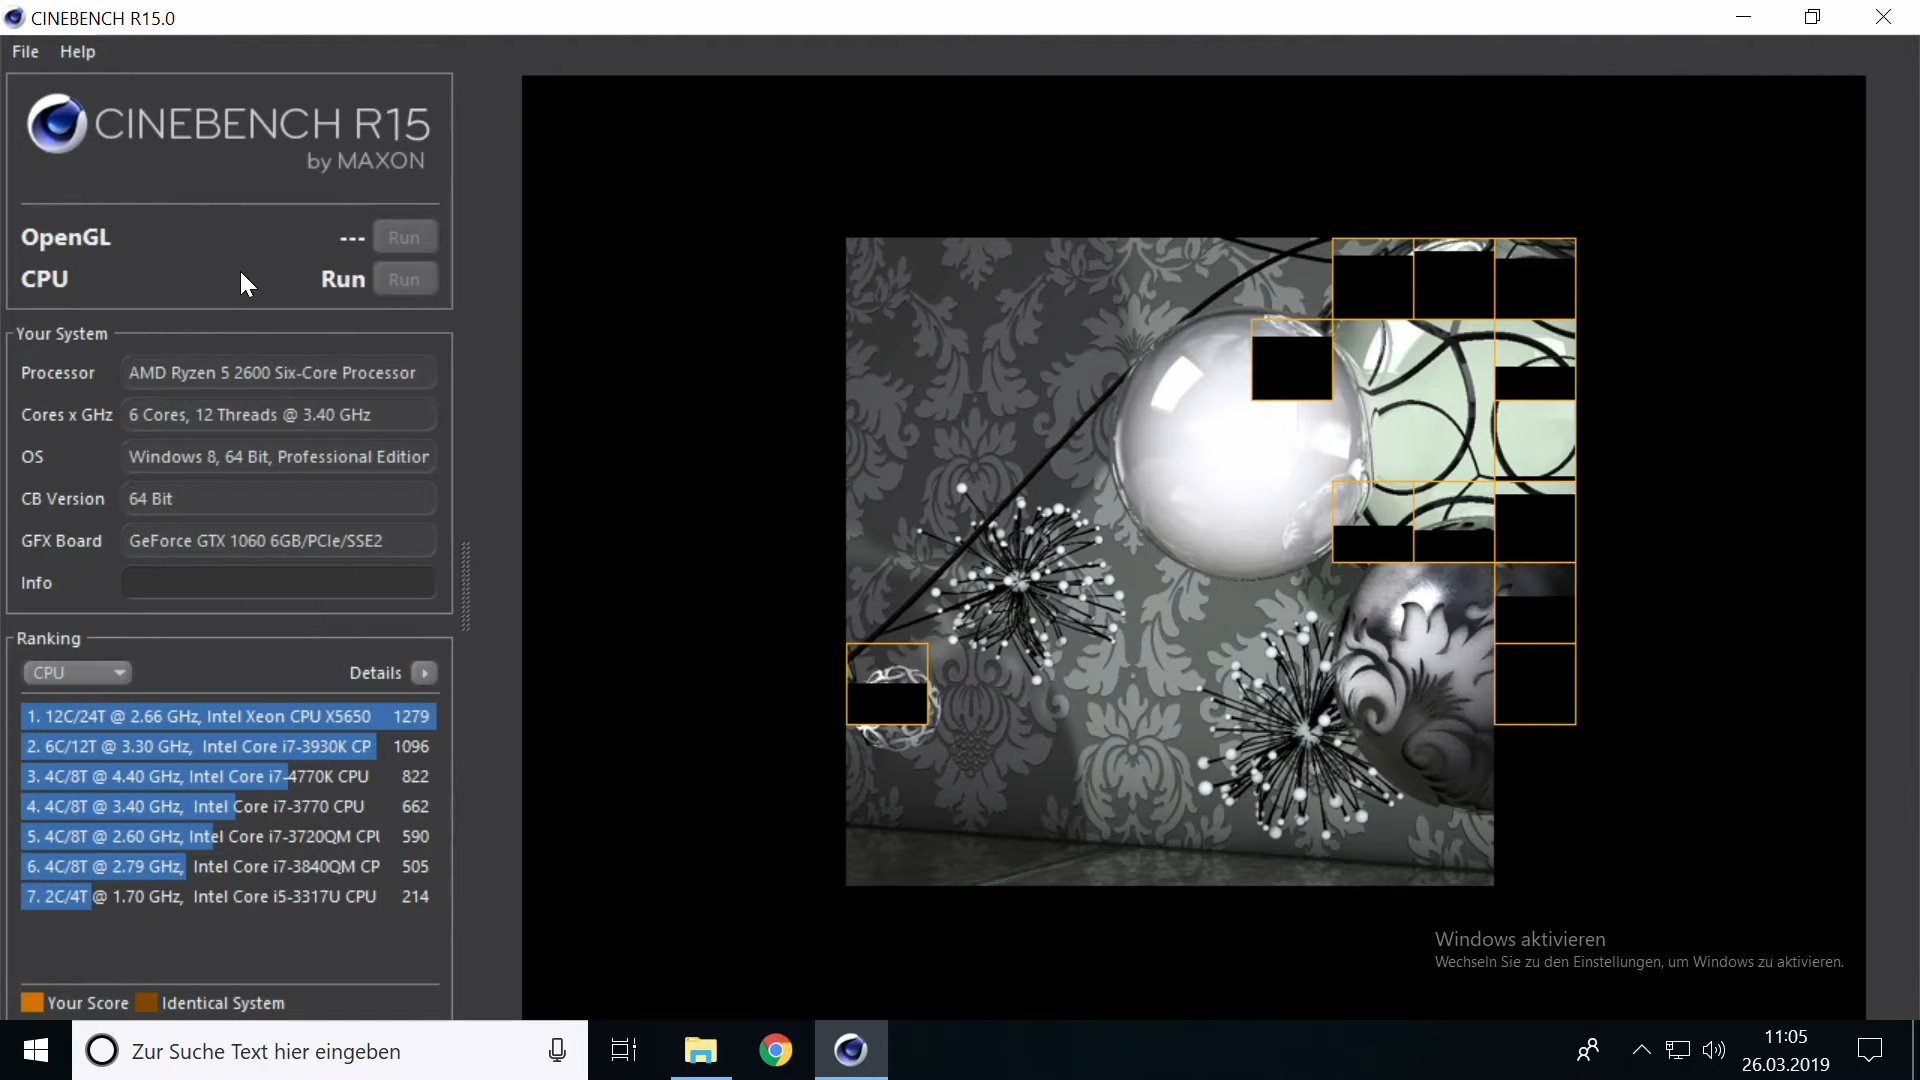 CINEBENCH R15.0
File Help
CINEBENCH R15
by MAXON
OpenGL --- Run
CPU Run Run
Your System
Processor AMD Ryzen 5 2600 Six-Core Processor
Cores x GHz 6 Cores, 12 Threads @ 3.40 GHz
OS Windows 8, 64 Bit, Professional Edition
CB Version 64 Bit
GFX Board GeForce GTX 1060 6GB/PCIe/SSE2
Info
Ranking
CPU Details
1. 12C/24T @ 2.66 GHz, Intel Xeon CPU X5650 1279
2. 6C/12T @ 3.30 GHz, Intel Core i7-3930K CP 1096
3. 4C/8T @ 4.40 GHz, Intel Core i7-4770K CPU 822
4. 4C/8T @ 3.40 GHz, Intel Core i7-3770 CPU 662
5. 4C/8T @ 2.60 GHz, Intel Core i7-3720QM CPU 590
6. 4C/8T @ 2.79 GHz, Intel Core i7-3840QM CP 505
7. 2C/4T @ 1.70 GHz, Intel Core i5-3317U CPU 214
Your Score Identical System
Windows aktivieren
Wechseln Sie zu den Einstellungen, um Windows zu aktivieren.
Zur Suche Text hier eingeben
11:05
26.03.2019